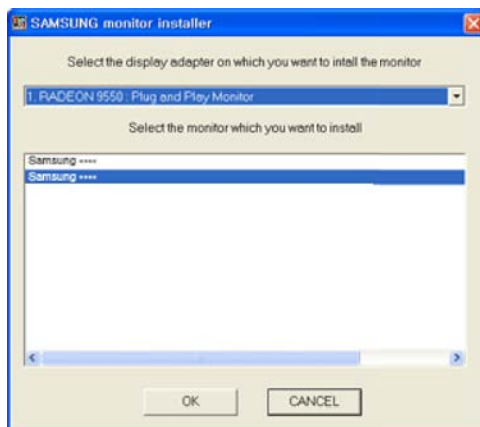 SAMSUNG monitor installer
Select the display adapter on which you want to intall the monitor
1. RADEON 9550 : Plug and Play Monitor
Select the monitor which you want to install
Samsung ****
Samsung ****
OK
CANCEL